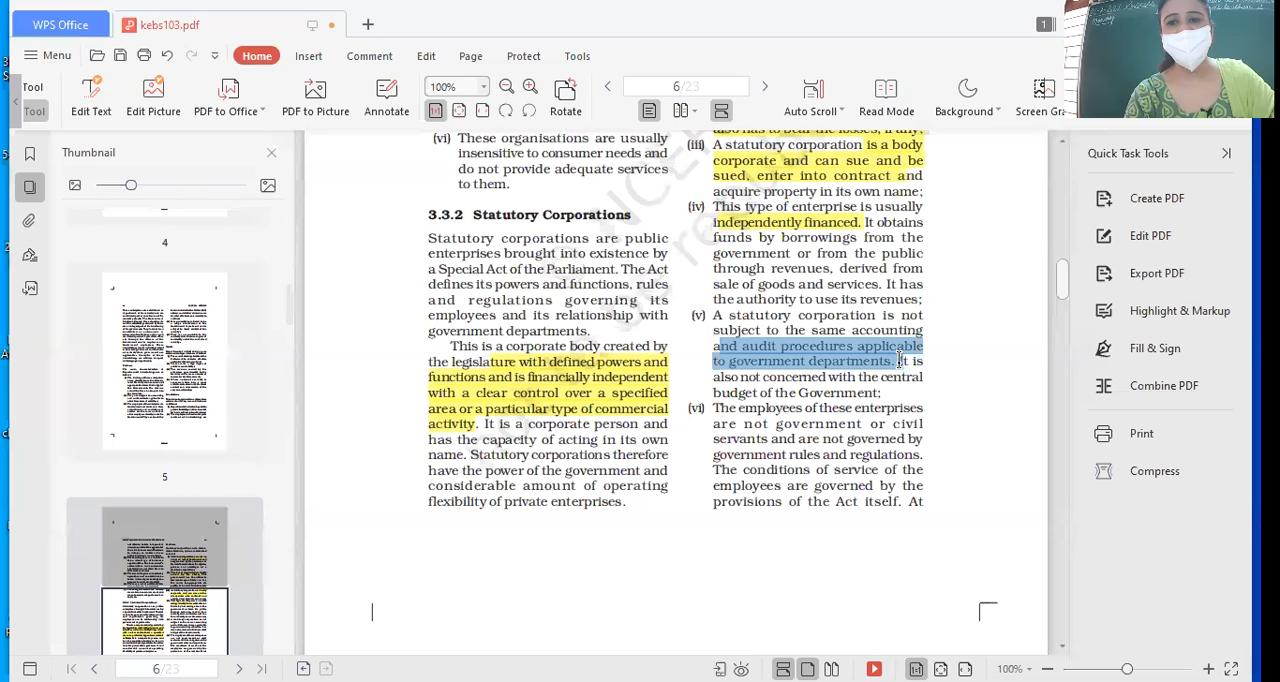 WPS Office
kebs103.pdf
1
Menu
Home
Insert
Comment
Edit
Page
Protect
Tools
Tool
Tool
Edit Text
Edit Picture
PDF to Office
PDF to Picture
Annotate
100%
Rotate
6/23
Auto Scroll
Read Mode
Background
Screen Gra
Thumbnail
4
5
(vi) These organisations are usually
insensitive to consumer needs and
do not provide adequate services
to them.
3.3.2 Statutory Corporations
Statutory corporations are public
enterprises brought into existence by
a Special Act of the Parliament. The Act
defines its powers and functions, rules
and regulations governing its
employees and its relationship with
government departments.
This is a corporate body created by
the legislature with defined powers and
functions and is financially independent
with a clear control over a specified
area or a particular type of commercial
activity. It is a corporate person and
has the capacity of acting in its own
name. Statutory corporations therefore
have the power of the government and
considerable amount of operating
flexibility of private enterprises.
also has to bear the losses, if any;
(iii) A statutory corporation is a body
corporate and can sue and be
sued, enter into contract and
acquire property in its own name;
(iv) This type of enterprise is usually
independently financed. It obtains
funds by borrowings from the
government or from the public
through revenues, derived from
sale of goods and services. It has
the authority to use its revenues;
(v) A statutory corporation is not
subject to the same accounting
and audit procedures applicable
to government departments. It is
also not concerned with the central
budget of the Government;
(vi) The employees of these enterprises
are not government or civil
servants and are not governed by
government rules and regulations.
The conditions of service of the
employees are governed by the
provisions of the Act itself. At
Quick Task Tools
Create PDF
Edit PDF
Export PDF
Highlight & Markup
Fill & Sign
Combine PDF
Print
Compress
6/23
100%